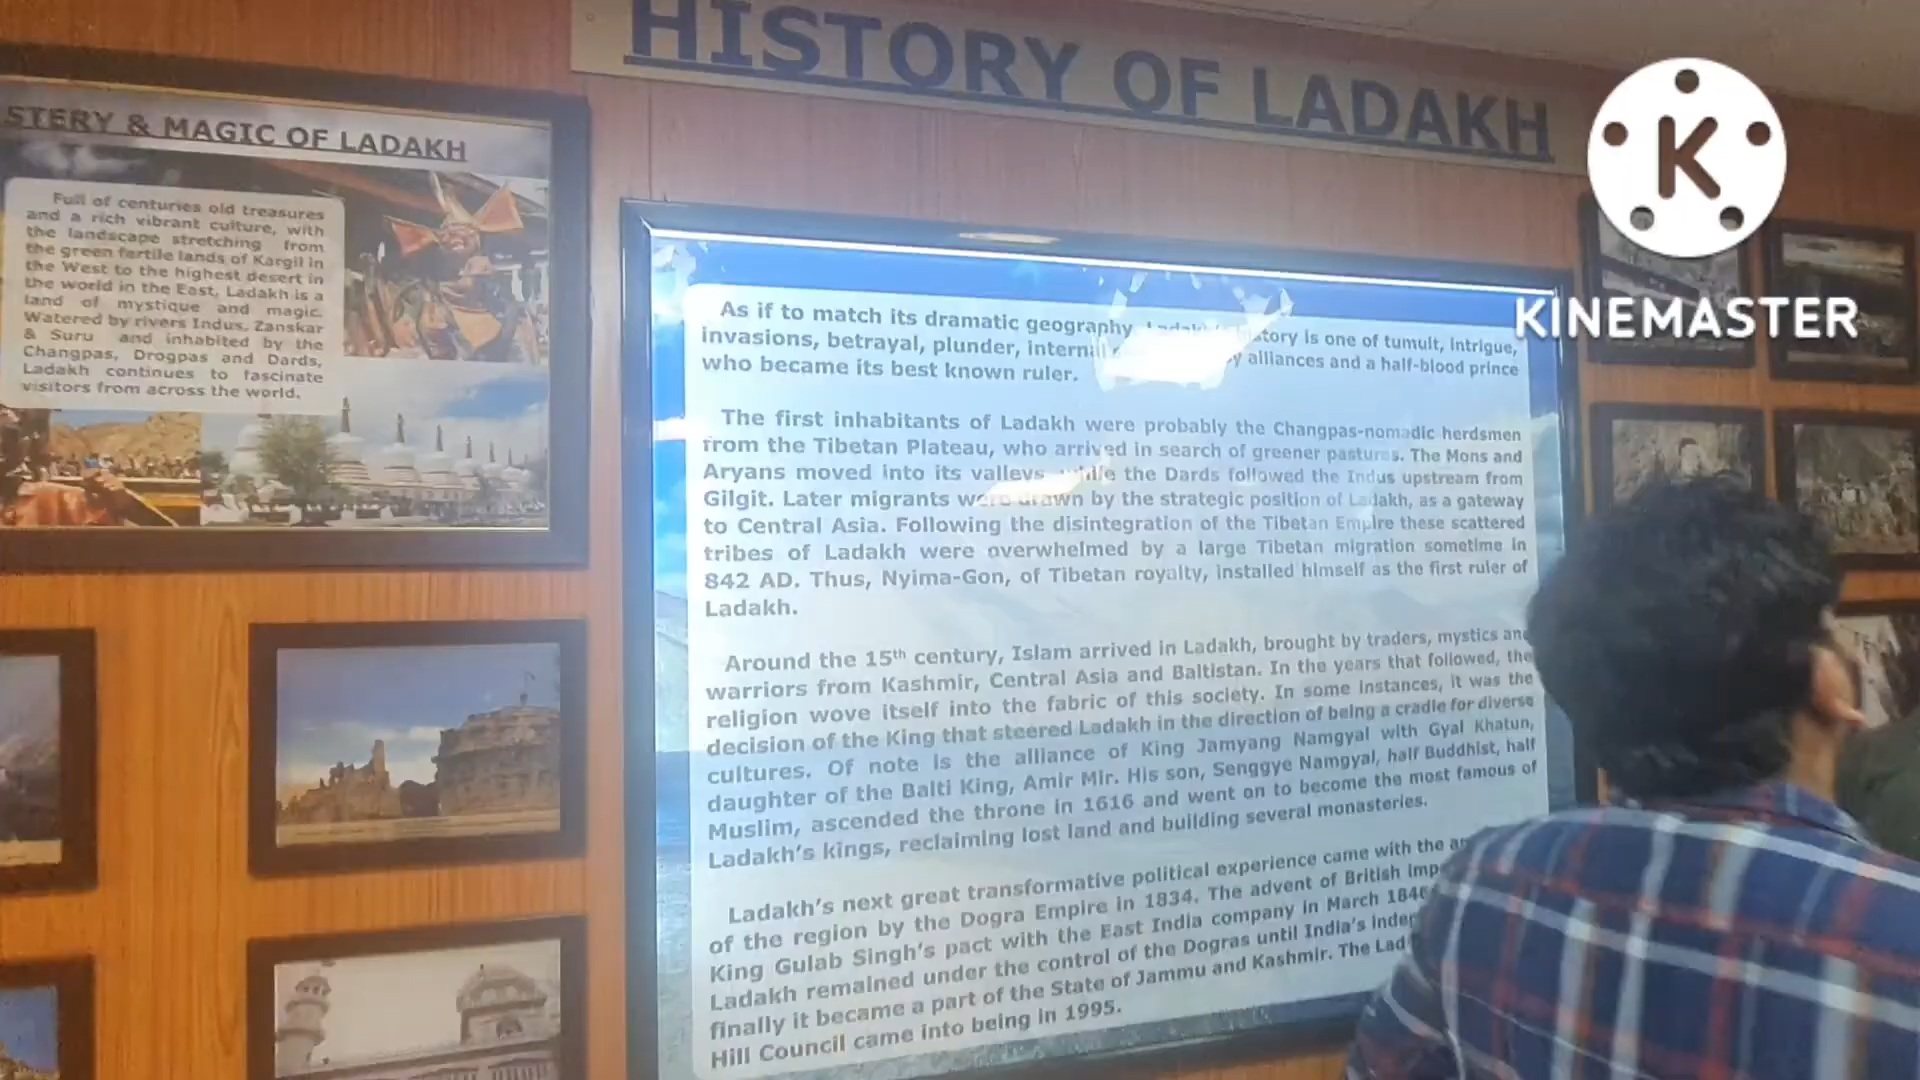 HISTORY OF LADAKH
STERY & MAGIC OF LADAKH
Full of centuries old treasures
and a rich vibrant culture, with
the landscape stretching from
the green fertile lands of Kargil in
the West to the highest desert in
the world in the East, Ladakh is a
land of mystique and magic.
Watered by rivers Indus, Zanskar
& Suru and inhabited by the
Changpas, Drogpas and Dards,
Ladakh continues to fascinate
visitors from across the world.
As if to match its dramatic geography story is one of tumult, intrigue,
invasions, betrayal, plunder, internal alliances and a half-blood prince
who became its best known ruler.
The first inhabitants of Ladakh were probably the Changpas-nomadic herdsmen
from the Tibetan Plateau, who arrived in search of greener pastures. The Mons and
Aryans moved into its valleys while the Dards followed the Indus upstream from
Gilgit. Later migrants were drawn by the strategic position of Ladakh, as a gateway
to Central Asia. Following the disintegration of the Tibetan Empire these scattered
tribes of Ladakh were overwhelmed by a large Tibetan migration sometime in
842 AD. Thus, Nyima-Gon, of Tibetan royalty, installed himself as the first ruler of
Ladakh.
Around the 15th century, Islam arrived in Ladakh, brought by traders, mystics and
warriors from Kashmir, Central Asia and Baltistan. In the years that followed, the
religion wove itself into the fabric of this society. In some instances, it was the
decision of the King that steered Ladakh in the direction of being a cradle for diverse
cultures. Of note is the alliance of King Jamyang Namgyal with Gyal Khatun,
daughter of the Balti King, Amir Mir. His son, Senggye Namgyal, half Buddhist, half
Muslim, ascended the throne in 1616 and went on to become the most famous of
Ladakh's kings, reclaiming lost land and building several monasteries.
Ladakh's next great transformative political experience came with the
of the region by the Dogra Empire in 1834. The advent of British
King Gulab Singh's pact with the East India company in March 1846
Ladakh remained under the control of the Dogras until India's
finally it became a part of the State of Jammu and Kashmir. The
Hill Council came into being in 1995.
K
KINEMASTER